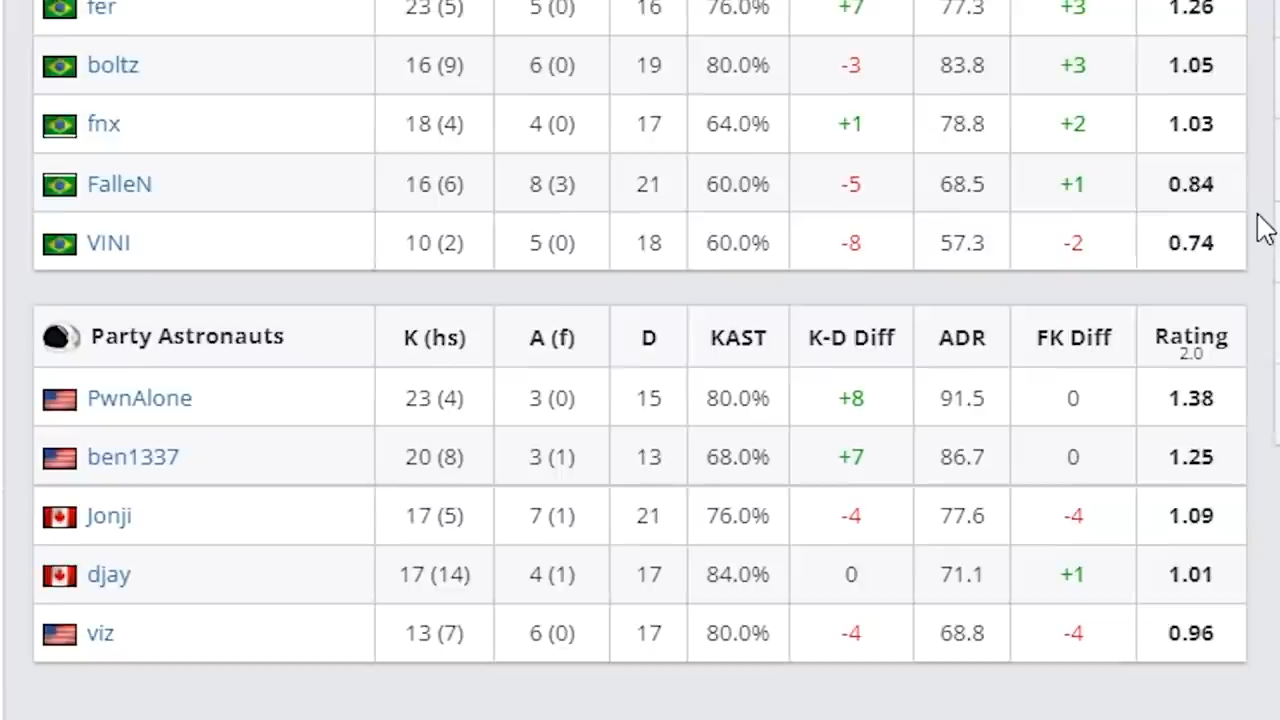 fer 23 (5) 5 (0) 16 76.0% +7 77.3 +3 1.26
boltz 16 (9) 6 (0) 19 80.0% -3 83.8 +3 1.05
fnx 18 (4) 4 (0) 17 64.0% +1 78.8 +2 1.03
FalleN 16 (6) 8 (3) 21 60.0% -5 68.5 +1 0.84
VINI 10 (2) 5 (0) 18 60.0% -8 57.3 -2 0.74
Party Astronauts K (hs) A (f) D KAST K-D Diff ADR FK Diff Rating
2.0
PwnAlone 23 (4) 3 (0) 15 80.0% +8 91.5 0 1.38
ben1337 20 (8) 3 (1) 13 68.0% +7 86.7 0 1.25
Jonji 17 (5) 7 (1) 21 76.0% -4 77.6 -4 1.09
djay 17 (14) 4 (1) 17 84.0% 0 71.1 +1 1.01
viz 13 (7) 6 (0) 17 80.0% -4 68.8 -4 0.96